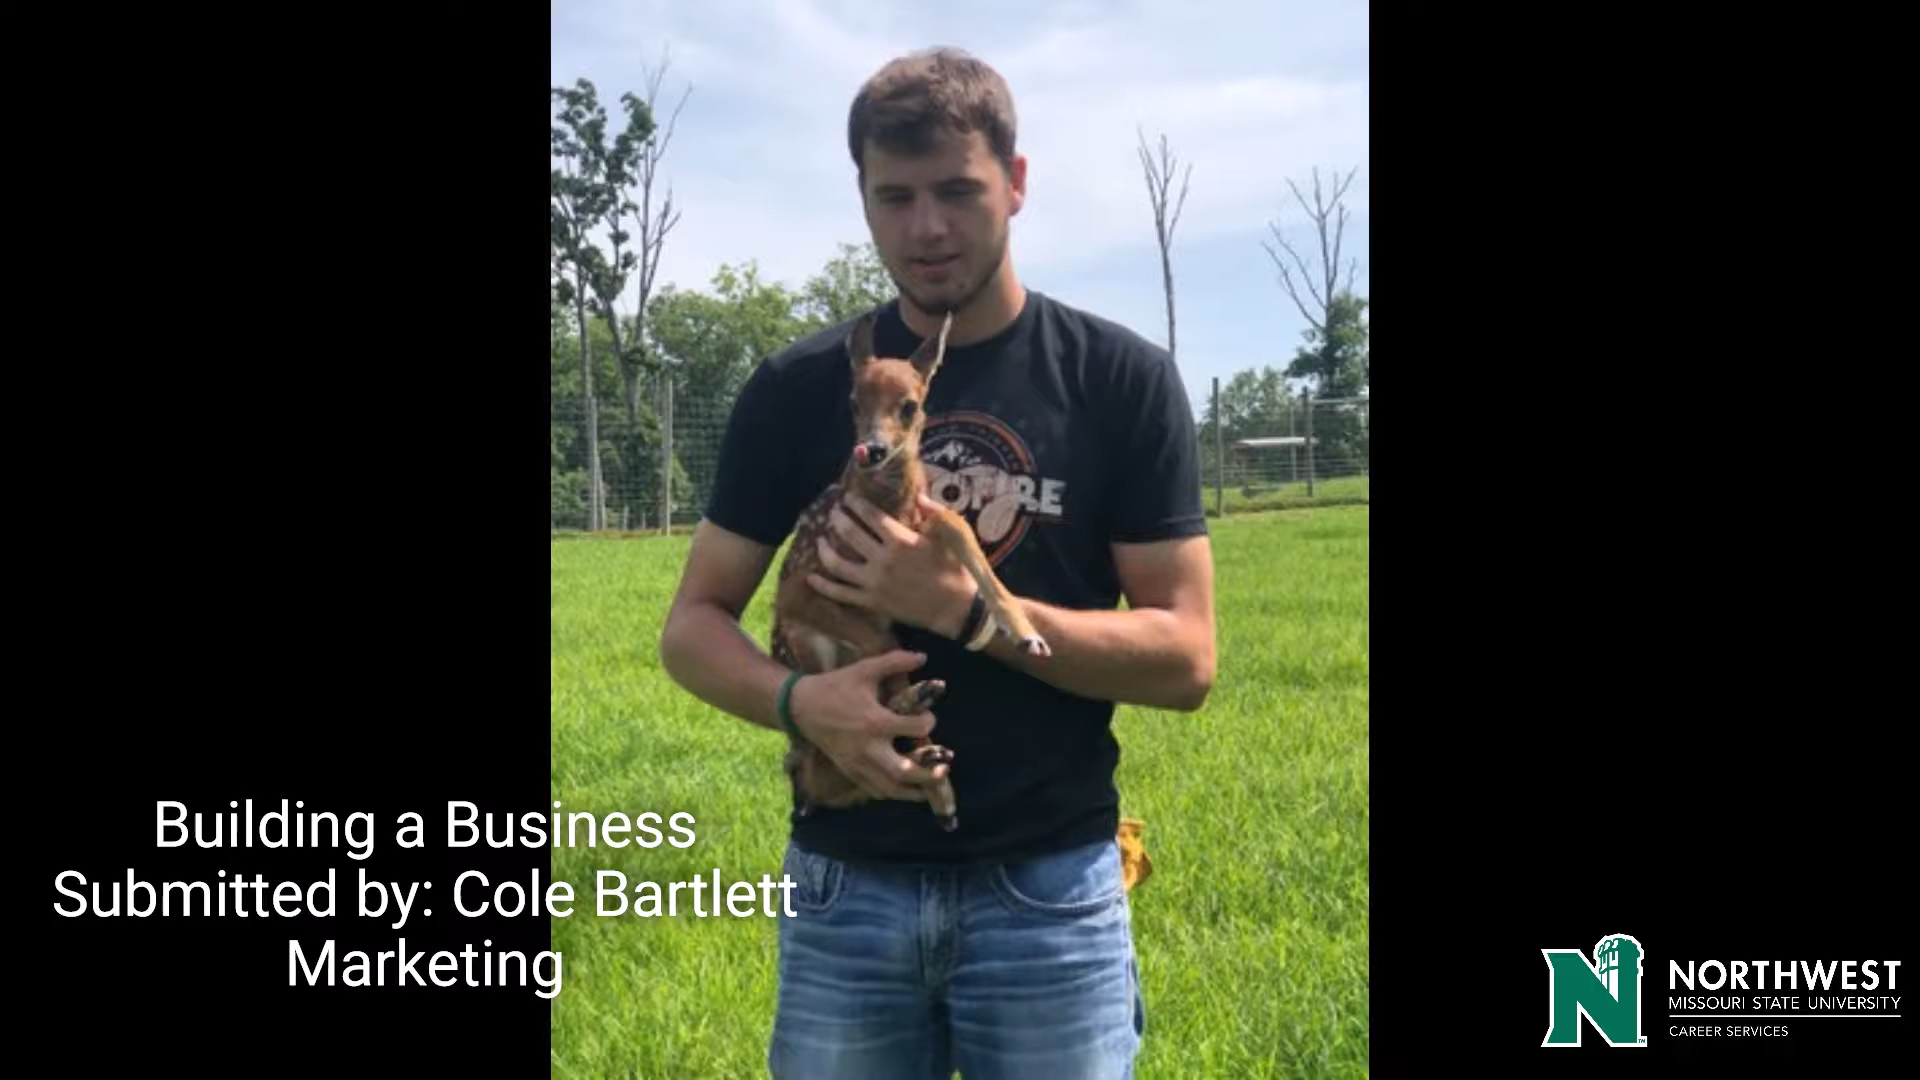 Building a Business
Submitted by: Cole Bartlett
Marketing
NORTHWEST
MISSOURI STATE UNIVERSITY
CAREER SERVICES